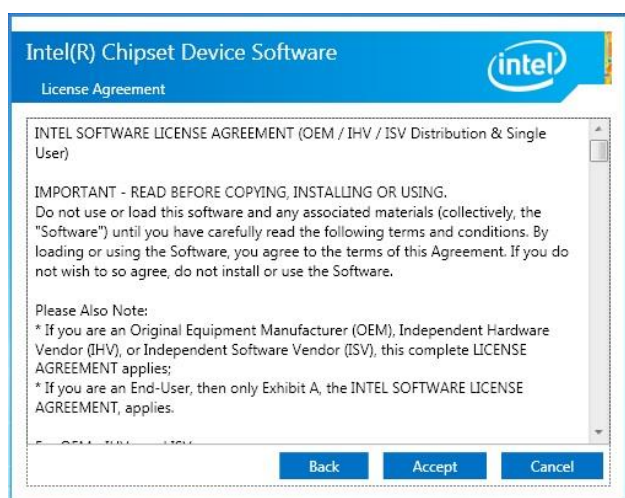 Intel(R) Chipset Device Software
intel
License Agreement
INTEL SOFTWARE LICENSE AGREEMENT (OEM / IHV / ISV Distribution & Single
User)
IMPORTANT - READ BEFORE COPYING, INSTALLING OR USING.
Do not use or load this software and any associated materials (collectively, the
"Software") until you have carefully read the following terms and conditions. By
loading or using the Software, you agree to the terms of this Agreement. If you do
not wish to so agree, do not install or use the Software.
Please Also Note:
* If you are an Original Equipment Manufacturer (OEM), Independent Hardware
Vendor (IHV), or Independent Software Vendor (ISV), this complete LICENSE
AGREEMENT applies;
* If you are an End-User, then only Exhibit A, the INTEL SOFTWARE LICENSE
AGREEMENT, applies.
Back
Accept
Cancel